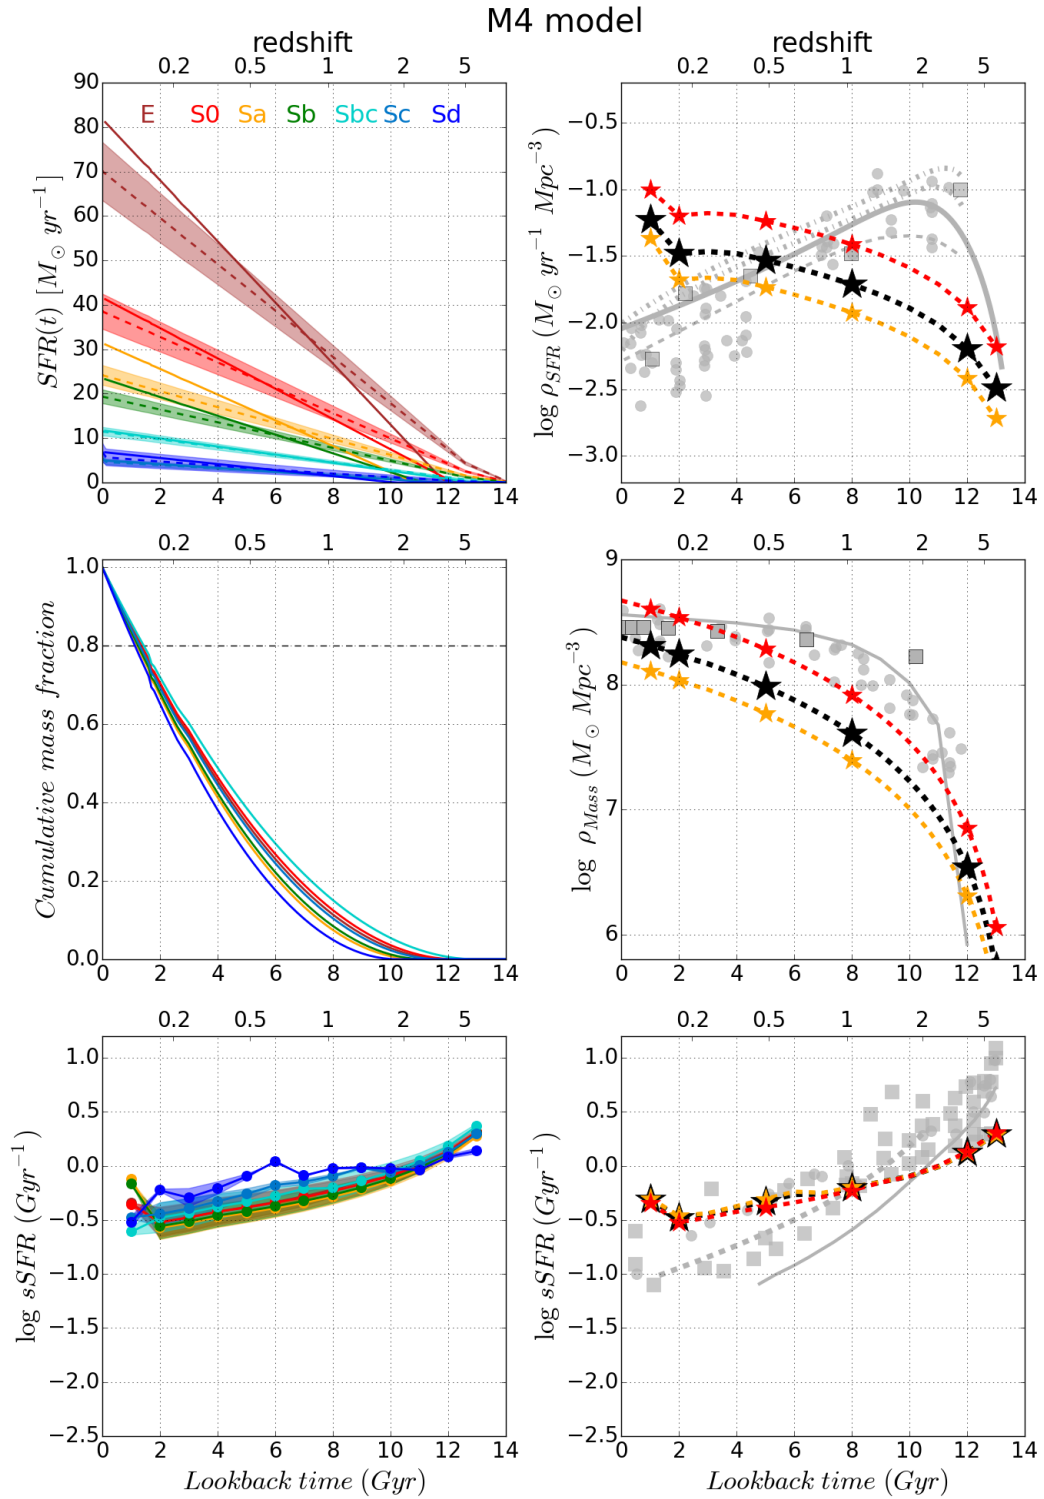 M4 model
redshift
0.2 0.5 1 2 5
90
80
70
60
50
40
30
20
10
0
SFR(t) [M⊙ yr⁻¹]
E S0 Sa Sb Sbc Sc Sd
0 2 4 6 8 10 12 14
redshift
0.2 0.5 1 2 5
−0.5
−1.0
−1.5
−2.0
−2.5
−3.0
log ρSFR (M⊙ yr⁻¹ Mpc⁻³)
0 2 4 6 8 10 12 14
0.2 0.5 1 2 5
1.0
0.8
0.6
0.4
0.2
0.0
Cumulative mass fraction
0 2 4 6 8 10 12 14
0.2 0.5 1 2 5
9
8
7
6
log ρMass (M⊙ Mpc⁻³)
0 2 4 6 8 10 12 14
0.2 0.5 1 2 5
1.0
0.5
0.0
−0.5
−1.0
−1.5
−2.0
−2.5
log sSFR (Gyr⁻¹)
0 2 4 6 8 10 12 14
Lookback time (Gyr)
0.2 0.5 1 2 5
1.0
0.5
0.0
−0.5
−1.0
−1.5
−2.0
−2.5
log sSFR (Gyr⁻¹)
0 2 4 6 8 10 12 14
Lookback time (Gyr)